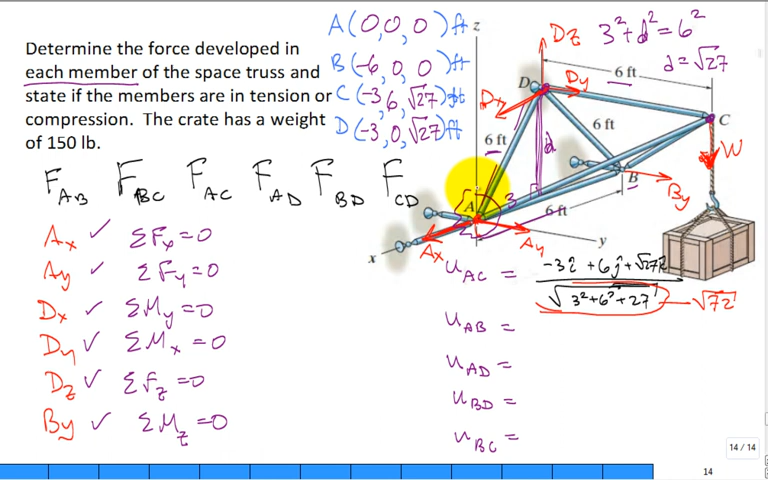 Determine the force developed in
each member of the space truss and
state if the members are in tension or
compression. The crate has a weight
of 150 lb.
A(0,0,0)ft
B(-6,0,0)ft
C(-3,6,√27)ft
D(-3,0,√27)ft
3²+d²=6²
d=√27
z
Dz
Dy
Dx
D
6 ft
6 ft
6 ft
d
C
W
B
By
3
6 ft
A
Ax
Ay
x
y
F_AB F_BC F_AC F_AD F_BD F_CD
Ax ✓ ΣFx=0
Ay ✓ ΣFy=0
Dx ✓ ΣMy=0
Dy ✓ ΣMx=0
Dz ✓ ΣFz=0
By ✓ ΣMz=0
u_AC = -3i+6j+√27k / √3²+6²+27 √72
u_AB =
u_AD =
u_BD =
u_BC =
14 / 14
14